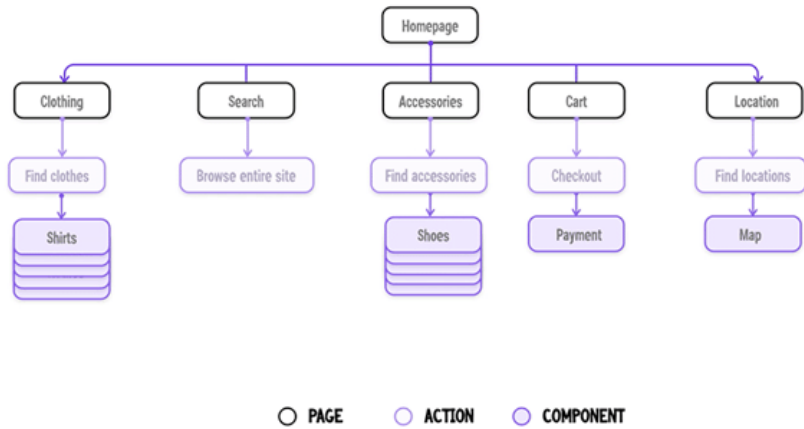 Homepage
Clothing
Search
Accessories
Cart
Location
Find clothes
Browse entire site
Find accessories
Checkout
Find locations
Shirts
Shoes
Payment
Map
PAGE
ACTION
COMPONENT